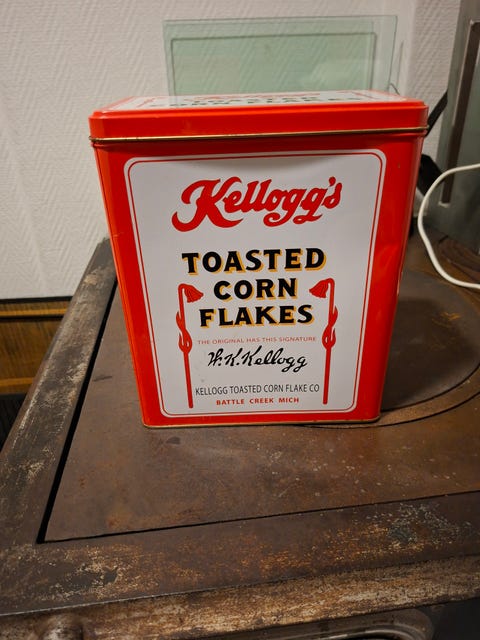 Kellogg's
TOASTED
CORN
FLAKES
THE ORIGINAL HAS THIS SIGNATURE
W.K.Kellogg
KELLOGG TOASTED CORN FLAKE CO
BATTLE CREEK MICH